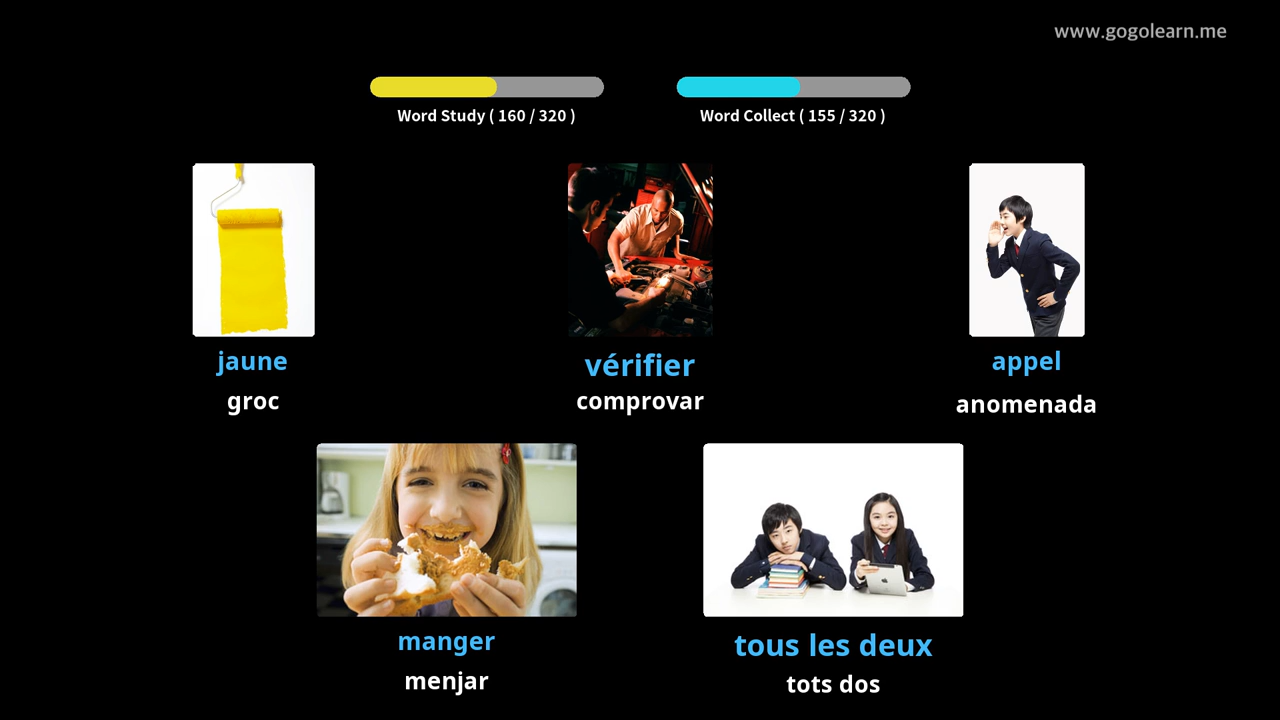 www.gogolearn.me
Word Study ( 160 / 320 )
Word Collect ( 155 / 320 )
jaune
groc
vérifier
comprovar
appel
anomenada
manger
menjar
tous les deux
tots dos